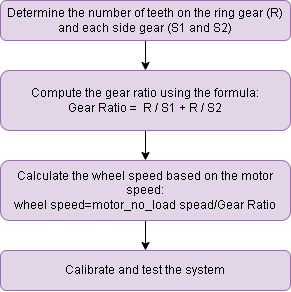 Determine the number of teeth on the ring gear (R)
and each side gear (S1 and S2)
Compute the gear ratio using the formula:
Gear Ratio = R / S1 + R / S2
Calculate the wheel speed based on the motor
speed:
wheel speed=motor_no_load spead/Gear Ratio
Calibrate and test the system